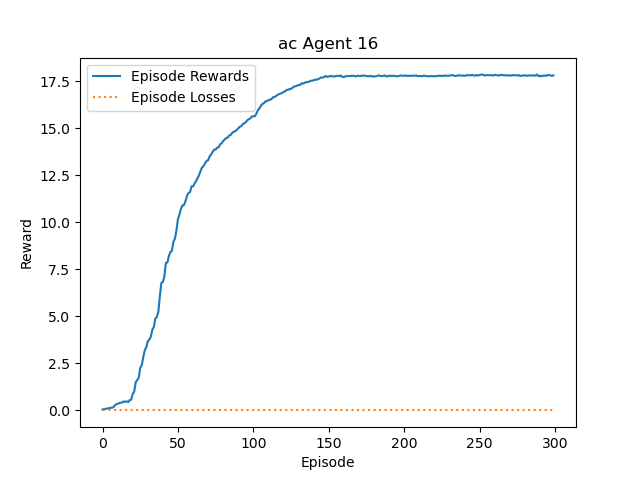 ac Agent 16
Episode Rewards
Episode Losses
17.5
15.0
12.5
10.0
7.5
5.0
2.5
0.0
Reward
0 50 100 150 200 250 300
Episode